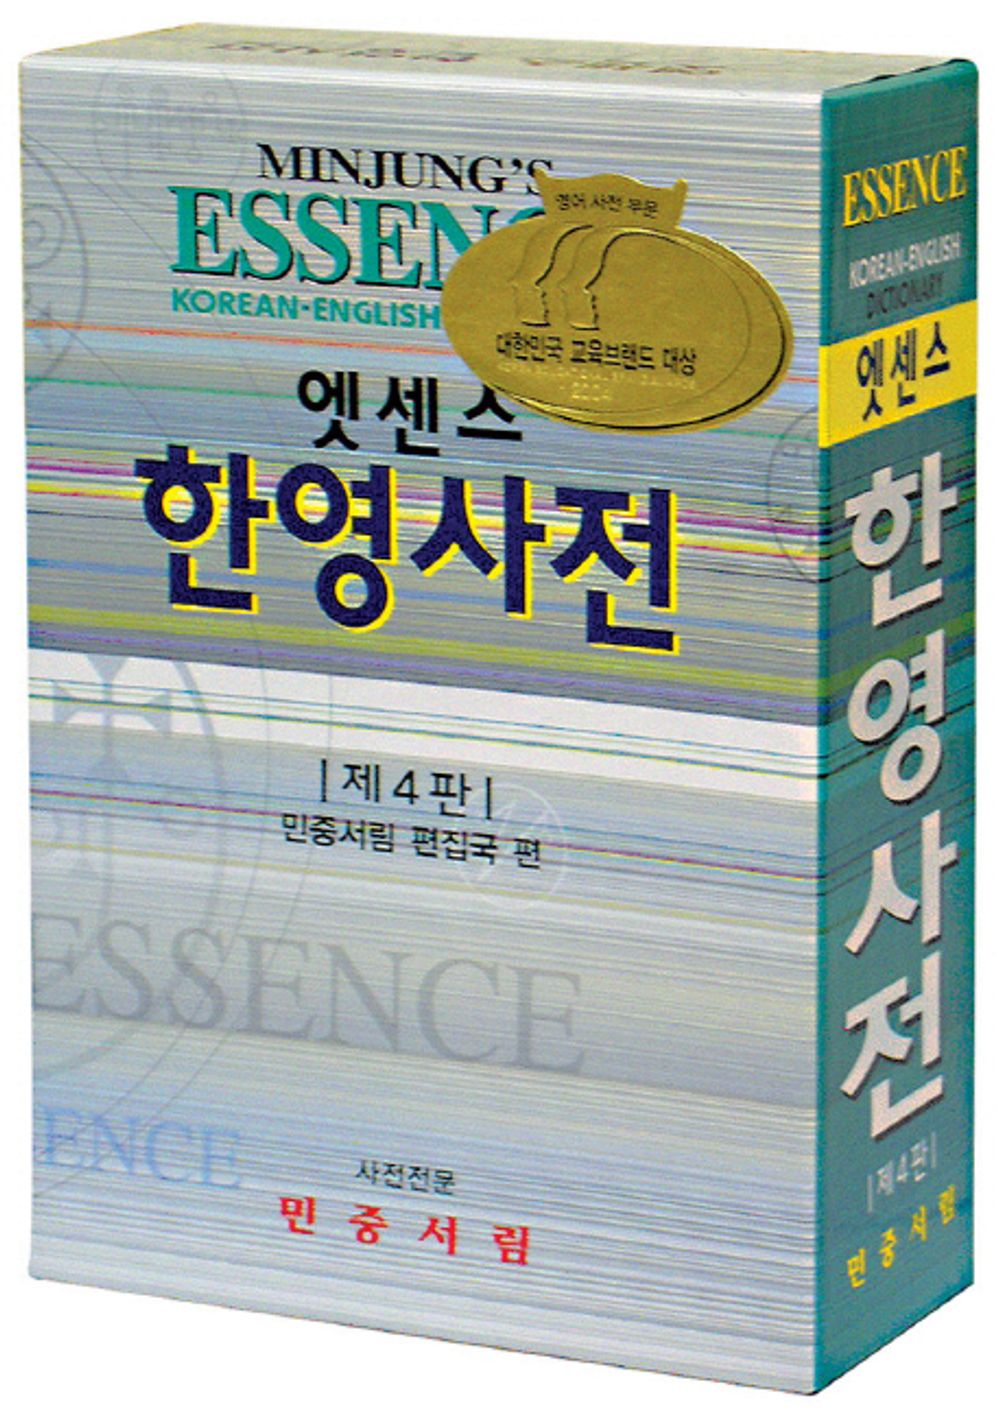 MINJUNG'S
ESSENC
KOREAN-ENGLISH
영어 사전 부문
대한민국 교육브랜드 대상
2004
엣센스
한영사전
|제4판|
민중서림 편집국 편
ESSENCE
ENCE
사전전문
민중서림
ESSENCE
KOREAN-ENGLISH
DICTIONARY
엣센스
한영사전
|제4판|
민중서림